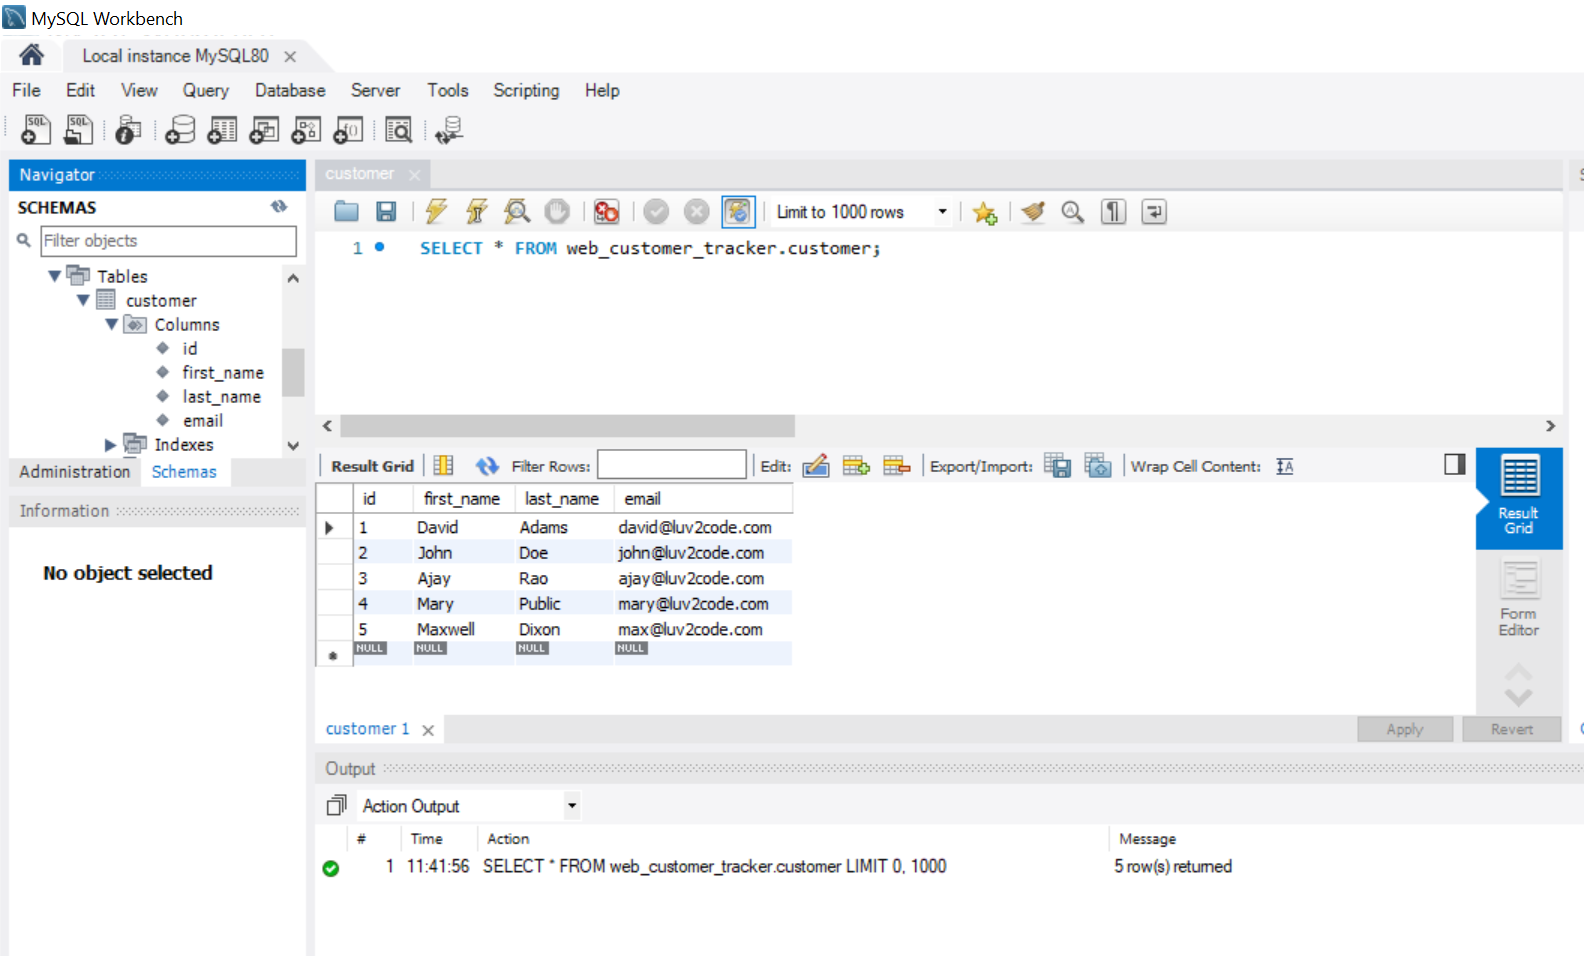 MySQL Workbench
Local instance MySQL80
File Edit View Query Database Server Tools Scripting Help
SQL SQL
Navigator
SCHEMAS
Filter objects
Tables
customer
Columns
id
first_name
last_name
email
Indexes
Administration Schemas
Information
No object selected
customer
Limit to 1000 rows
1 SELECT * FROM web_customer_tracker.customer;
Result Grid Filter Rows: Edit: Export/Import: Wrap Cell Content: IA
id first_name last_name email
1 David Adams david@luv2code.com
2 John Doe john@luv2code.com
3 Ajay Rao ajay@luv2code.com
4 Mary Public mary@luv2code.com
5 Maxwell Dixon max@luv2code.com
NULL NULL NULL NULL
Result
Grid
Form
Editor
customer 1
Apply Revert
Output
Action Output
# Time Action Message
1 11:41:56 SELECT * FROM web_customer_tracker.customer LIMIT 0, 1000 5 row(s) returned